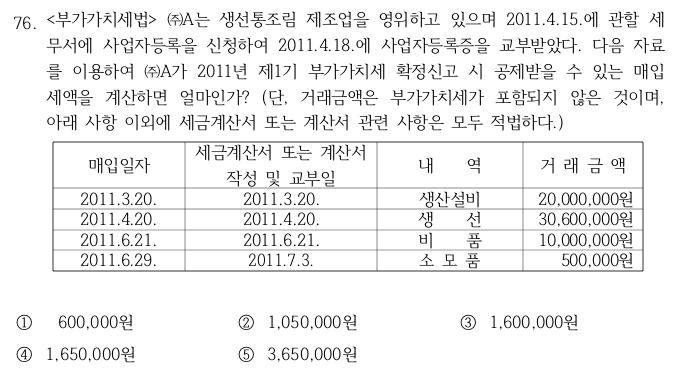 76. <부가가치세법> ㈜A는 생선통조림 제조업을 영위하고 있으며 2011.4.15.에 관할 세
무서에 사업자등록을 신청하여 2011.4.18.에 사업자등록증을 교부받았다. 다음 자료
를 이용하여 ㈜A가 2011년 제1기 부가가치세 확정신고 시 공제받을 수 있는 매입
세액을 계산하면 얼마인가? (단, 거래금액은 부가가치세가 포함되지 않은 것이며,
아래 사항 이외에 세금계산서 또는 계산서 관련 사항은 모두 적법하다.)
매입일자 세금계산서 또는 계산서 작성 및 교부일 내 역 거 래 금 액
2011.3.20. 2011.3.20. 생산설비 20,000,000원
2011.4.20. 2011.4.20. 생 선 30,600,000원
2011.6.21. 2011.6.21. 비 품 10,000,000원
2011.6.29. 2011.7.3. 소 모 품 500,000원
① 600,000원 ② 1,050,000원 ③ 1,600,000원
④ 1,650,000원 ⑤ 3,650,000원